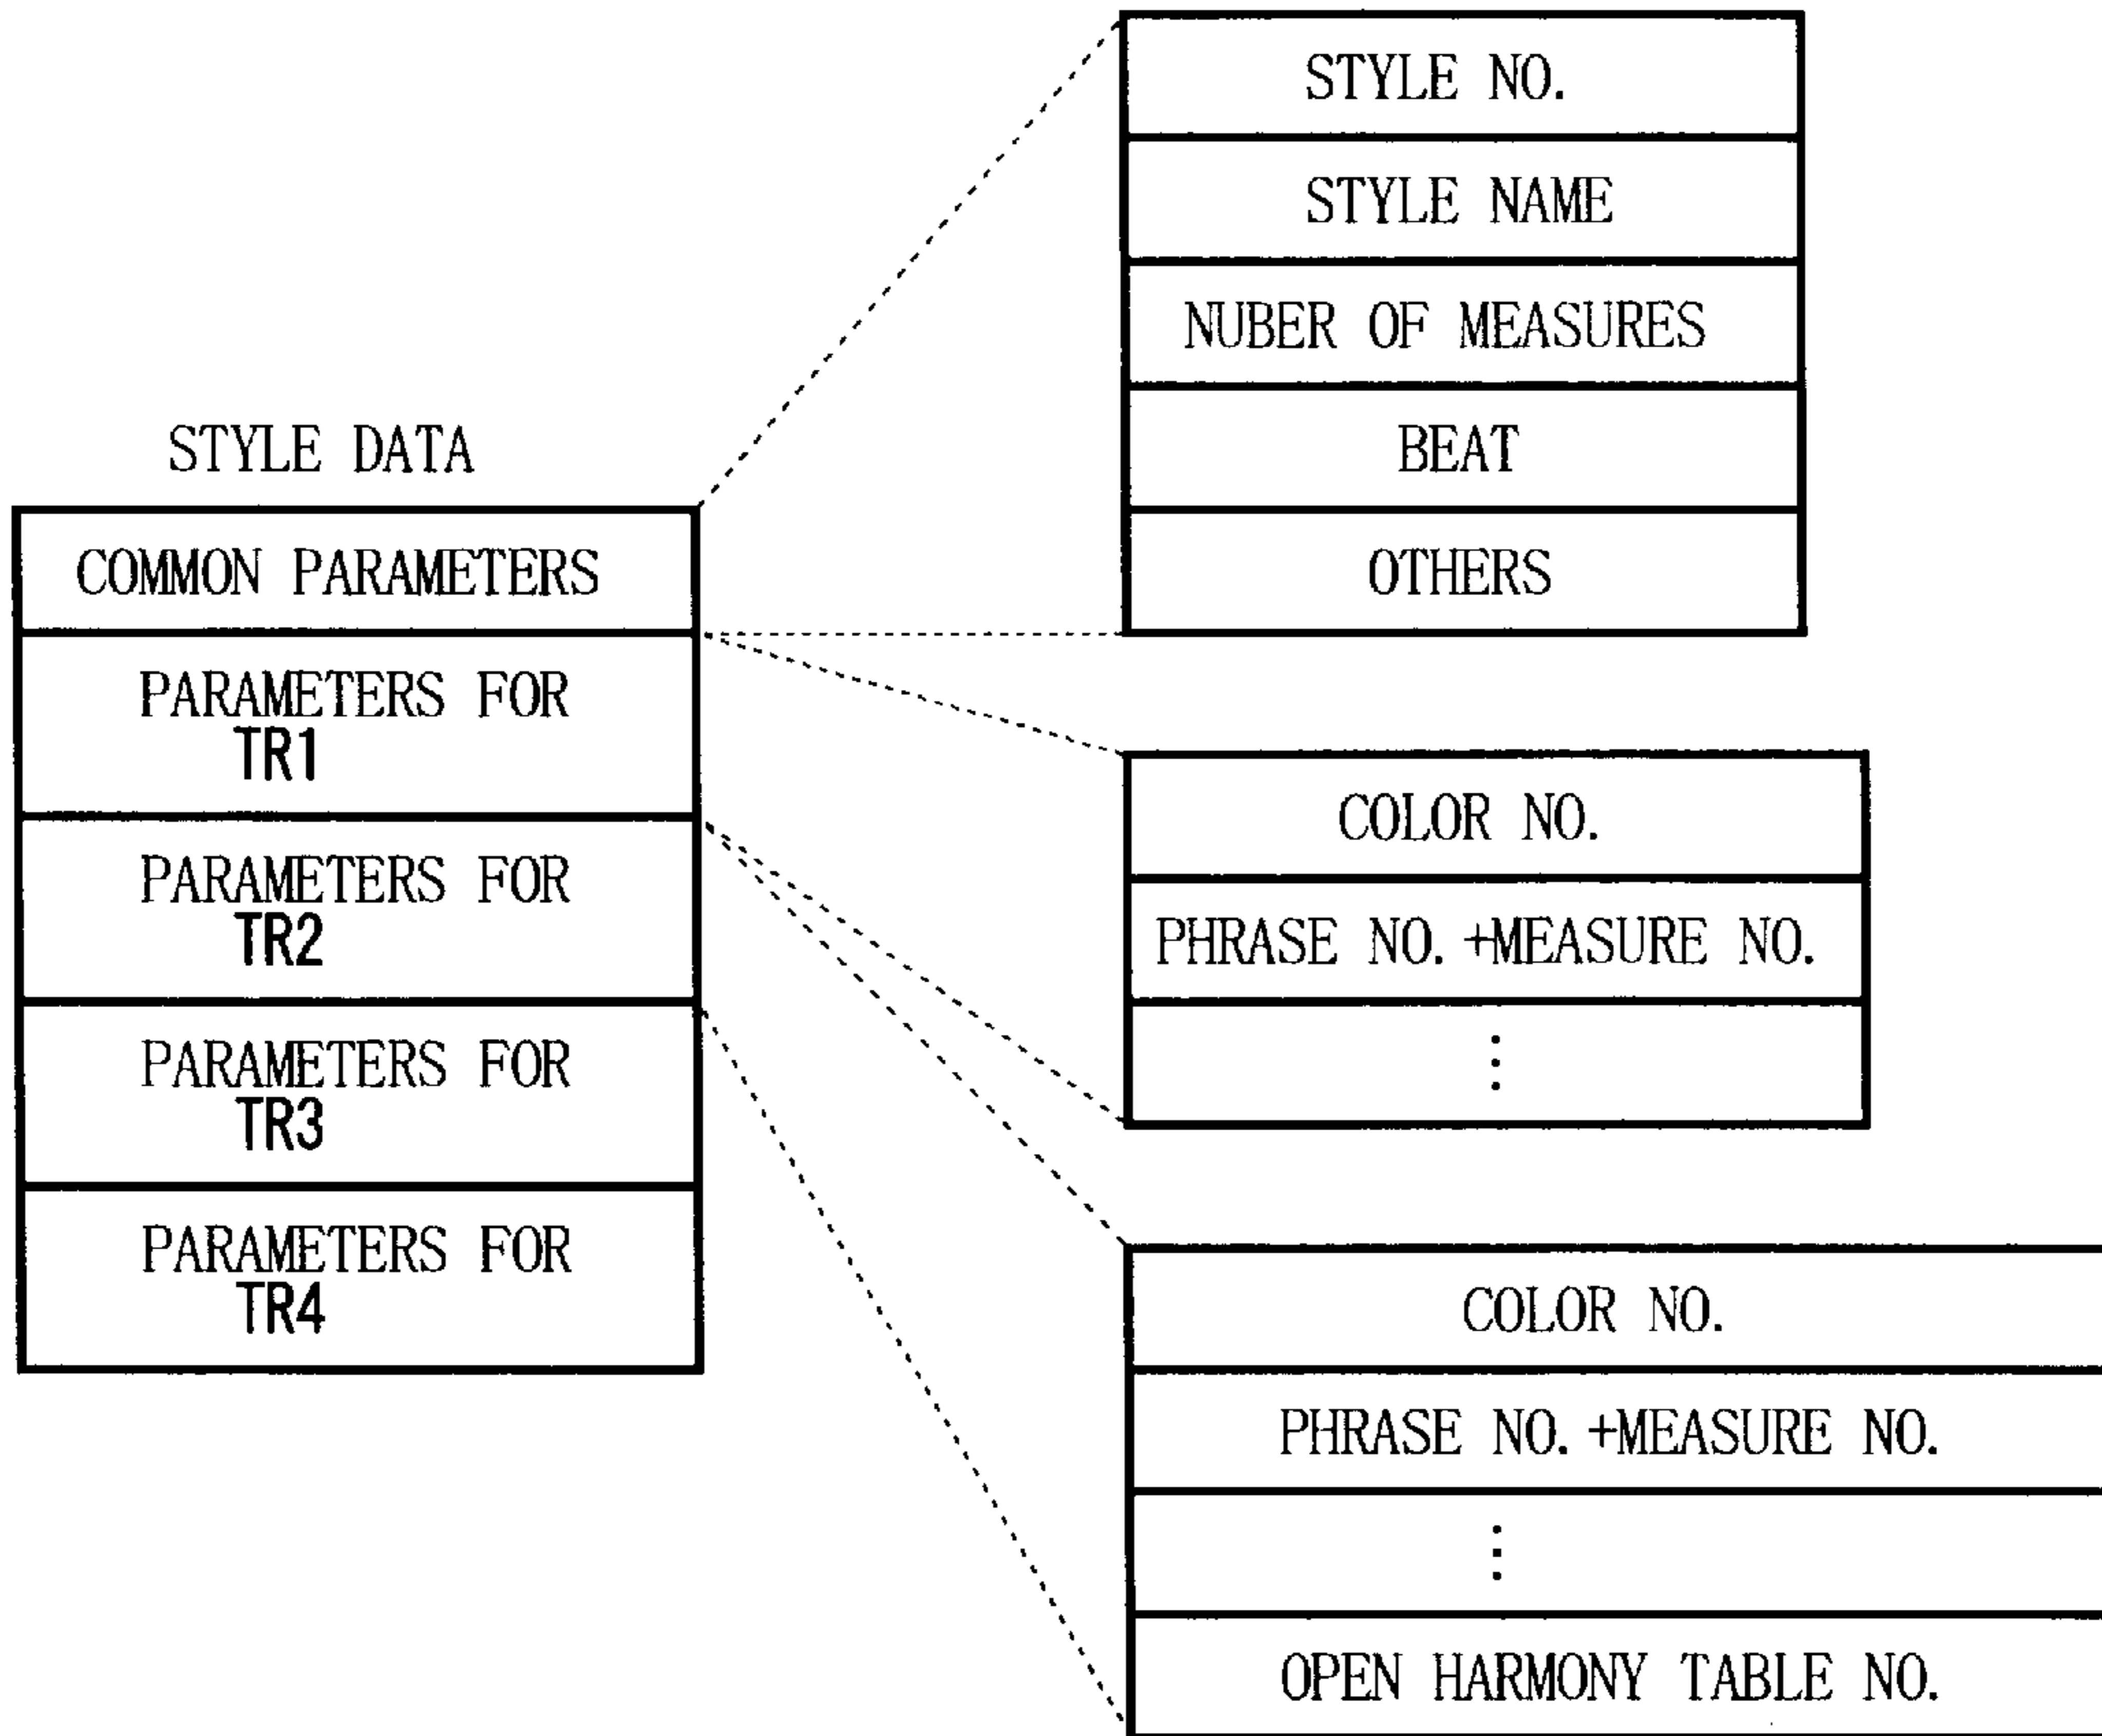 STYLE DATA
COMMON PARAMETERS
PARAMETERS FOR
TR1
PARAMETERS FOR
TR2
PARAMETERS FOR
TR3
PARAMETERS FOR
TR4
STYLE NO.
STYLE NAME
NUBER OF MEASURES
BEAT
OTHERS
COLOR NO.
PHRASE NO. +MEASURE NO.
⋮
COLOR NO.
PHRASE NO. +MEASURE NO.
⋮
OPEN HARMONY TABLE NO.